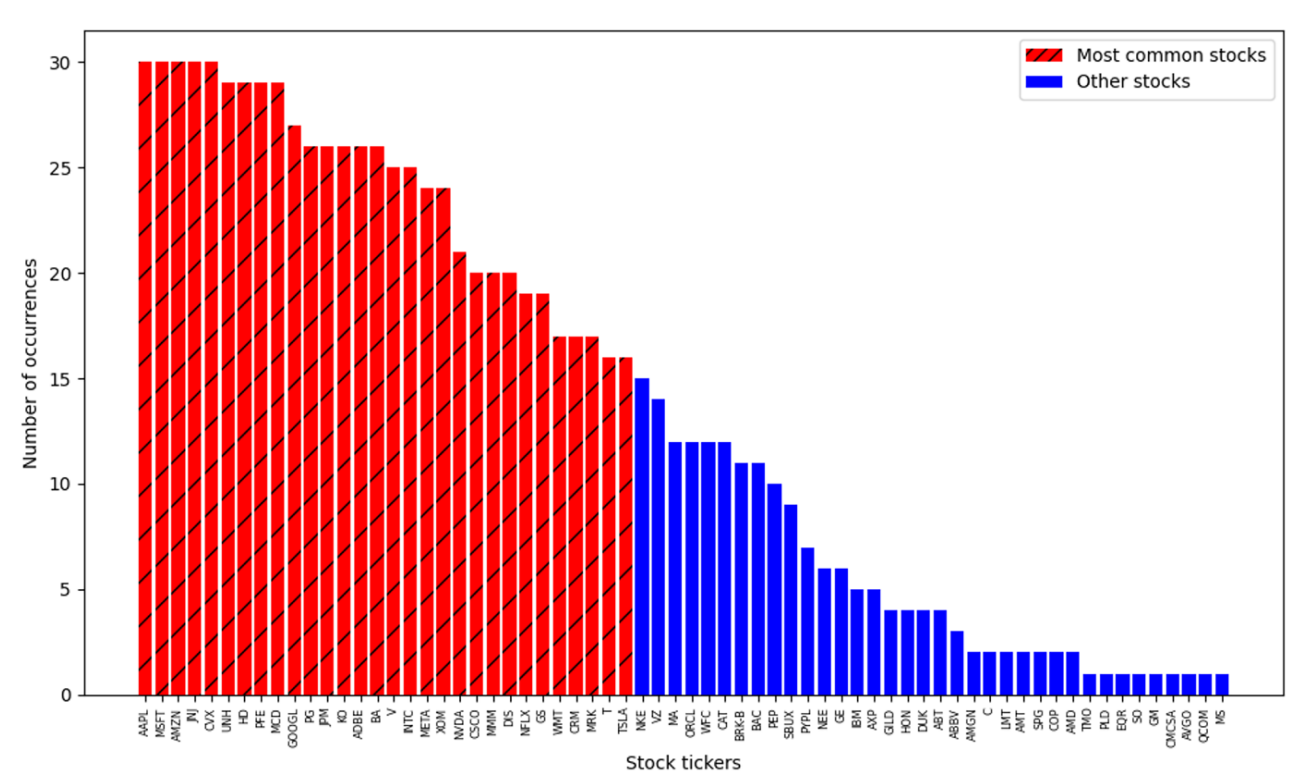 Most common stocks
Other stocks
Number of occurrences
30
25
20
15
10
5
0
AAPL MSFT AMZN JNJ CVX UNH HD PFE MCD GOOGL PG JPM KO ADBE BA V INTC META XOM NVDA CSCO MMM DIS NFLX GS WMT CRM MRK T TSLA NKE VZ MA ORCL WFC CAT BRK-B BAC PEP SBUX PYPL NEE GE IBM AXP GILD HON DUK ABT ABBV AMGN C LMT AMT SPG COP AMD TMO PLD EQR SO GM CMCSA AVGO QCOM MS
Stock tickers